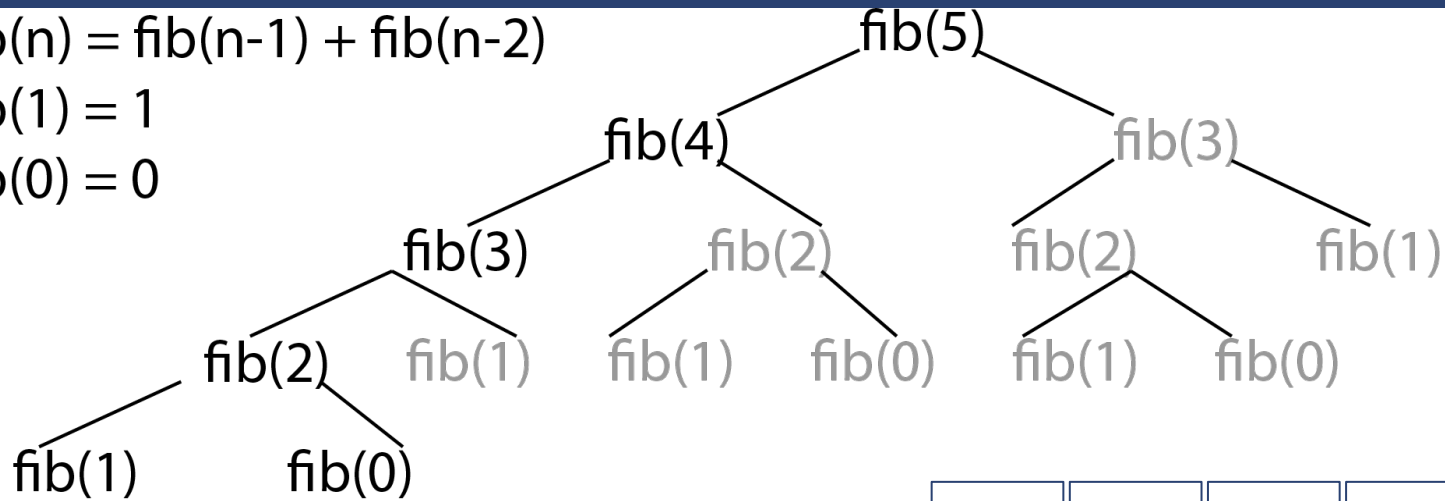 b(n) = fib(n-1) + fib(n-2)
b(1) = 1
b(0) = 0
fib(5)
fib(4) fib(3)
fib(3) fib(2) fib(2) fib(1)
fib(2) fib(1) fib(1) fib(0) fib(1) fib(0)
fib(1) fib(0)